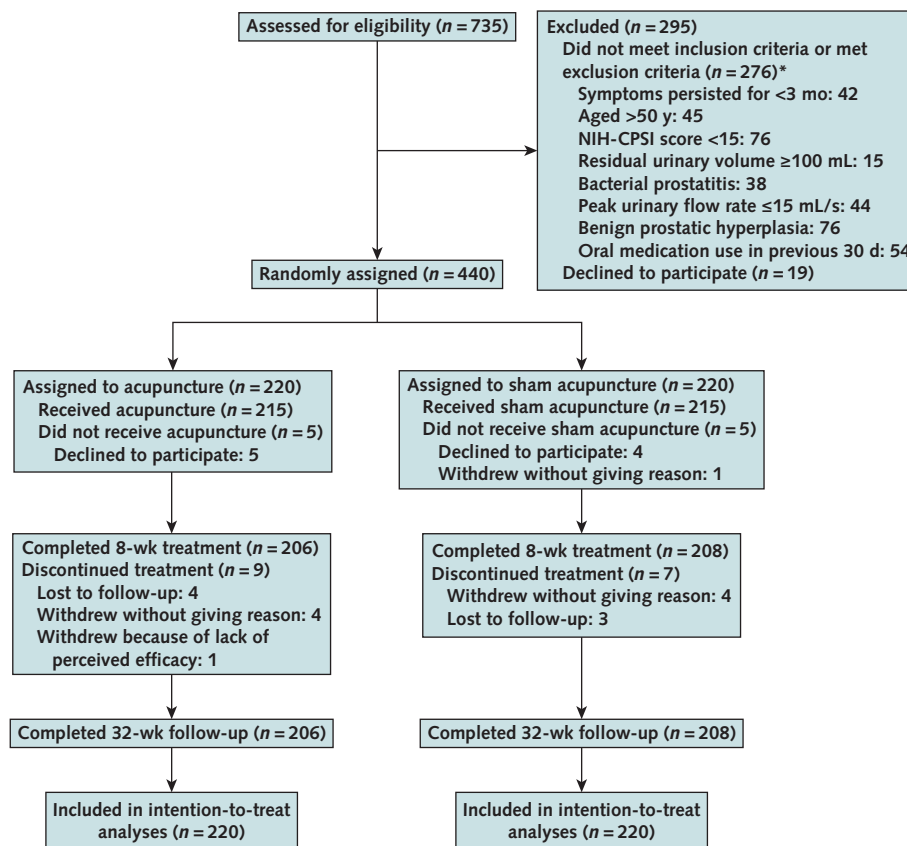 Assessed for eligibility (n = 735)
Excluded (n = 295)
Did not meet inclusion criteria or met
exclusion criteria (n = 276)*
Symptoms persisted for <3 mo: 42
Aged >50 y: 45
NIH-CPSI score <15: 76
Residual urinary volume ≥100 mL: 15
Bacterial prostatitis: 38
Peak urinary flow rate ≤15 mL/s: 44
Benign prostatic hyperplasia: 76
Oral medication use in previous 30 d: 54
Declined to participate (n = 19)
Randomly assigned (n = 440)
Assigned to acupuncture (n = 220)
Received acupuncture (n = 215)
Did not receive acupuncture (n = 5)
Declined to participate: 5
Assigned to sham acupuncture (n = 220)
Received sham acupuncture (n = 215)
Did not receive sham acupuncture (n = 5)
Declined to participate: 4
Withdrew without giving reason: 1
Completed 8-wk treatment (n = 206)
Discontinued treatment (n = 9)
Lost to follow-up: 4
Withdrew without giving reason: 4
Withdrew because of lack of
perceived efficacy: 1
Completed 8-wk treatment (n = 208)
Discontinued treatment (n = 7)
Withdrew without giving reason: 4
Lost to follow-up: 3
Completed 32-wk follow-up (n = 206)
Completed 32-wk follow-up (n = 208)
Included in intention-to-treat
analyses (n = 220)
Included in intention-to-treat
analyses (n = 220)